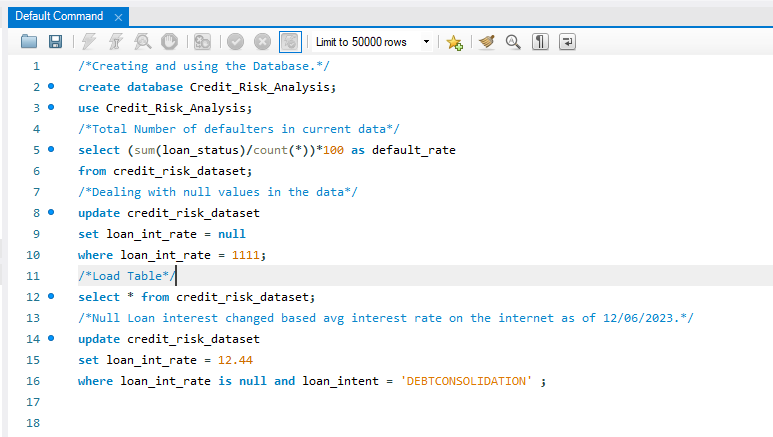 Default Command
Limit to 50000 rows
1 /*Creating and using the Database.*/
2 create database Credit_Risk_Analysis;
3 use Credit_Risk_Analysis;
4 /*Total Number of defaulters in current data*/
5 select (sum(loan_status)/count(*))*100 as default_rate
6 from credit_risk_dataset;
7 /*Dealing with null values in the data*/
8 update credit_risk_dataset
9 set loan_int_rate = null
10 where loan_int_rate = 1111;
11 /*Load Table*/
12 select * from credit_risk_dataset;
13 /*Null Loan interest changed based avg interest rate on the internet as of 12/06/2023.*/
14 update credit_risk_dataset
15 set loan_int_rate = 12.44
16 where loan_int_rate is null and loan_intent = 'DEBTCONSOLIDATION' ;
17
18